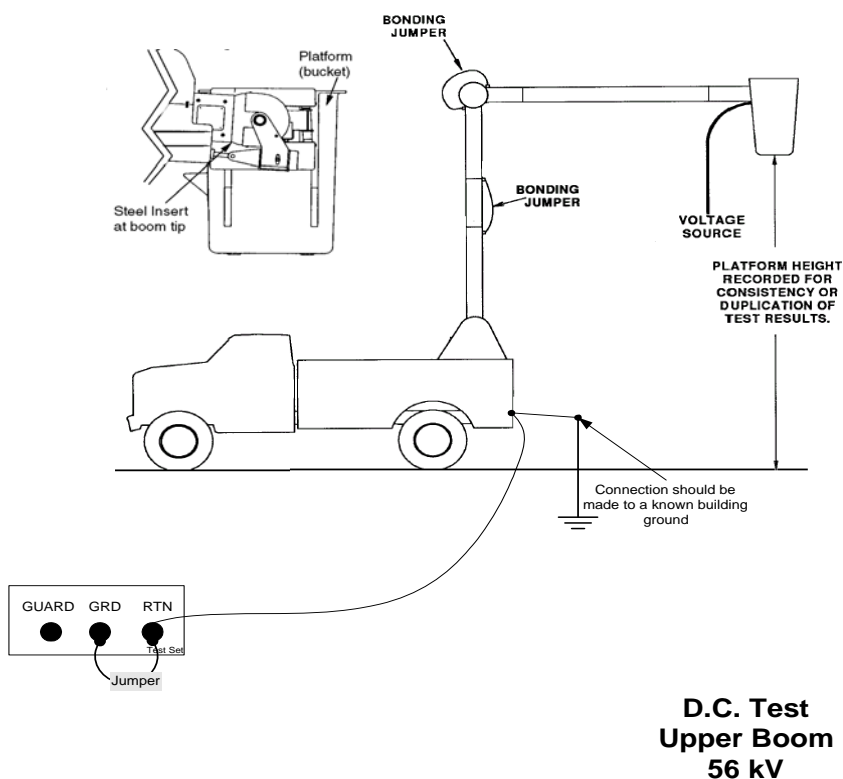 BONDING
JUMPER
Platform
(bucket)
Steel Insert
at boom tip
BONDING
JUMPER
VOLTAGE
SOURCE
PLATFORM HEIGHT
RECORDED FOR
CONSISTENCY OR
DUPLICATION OF
TEST RESULTS.
Connection should be
made to a known building
ground
GUARD GRD RTN
Test Set
Jumper
D.C. Test
Upper Boom
56 kV